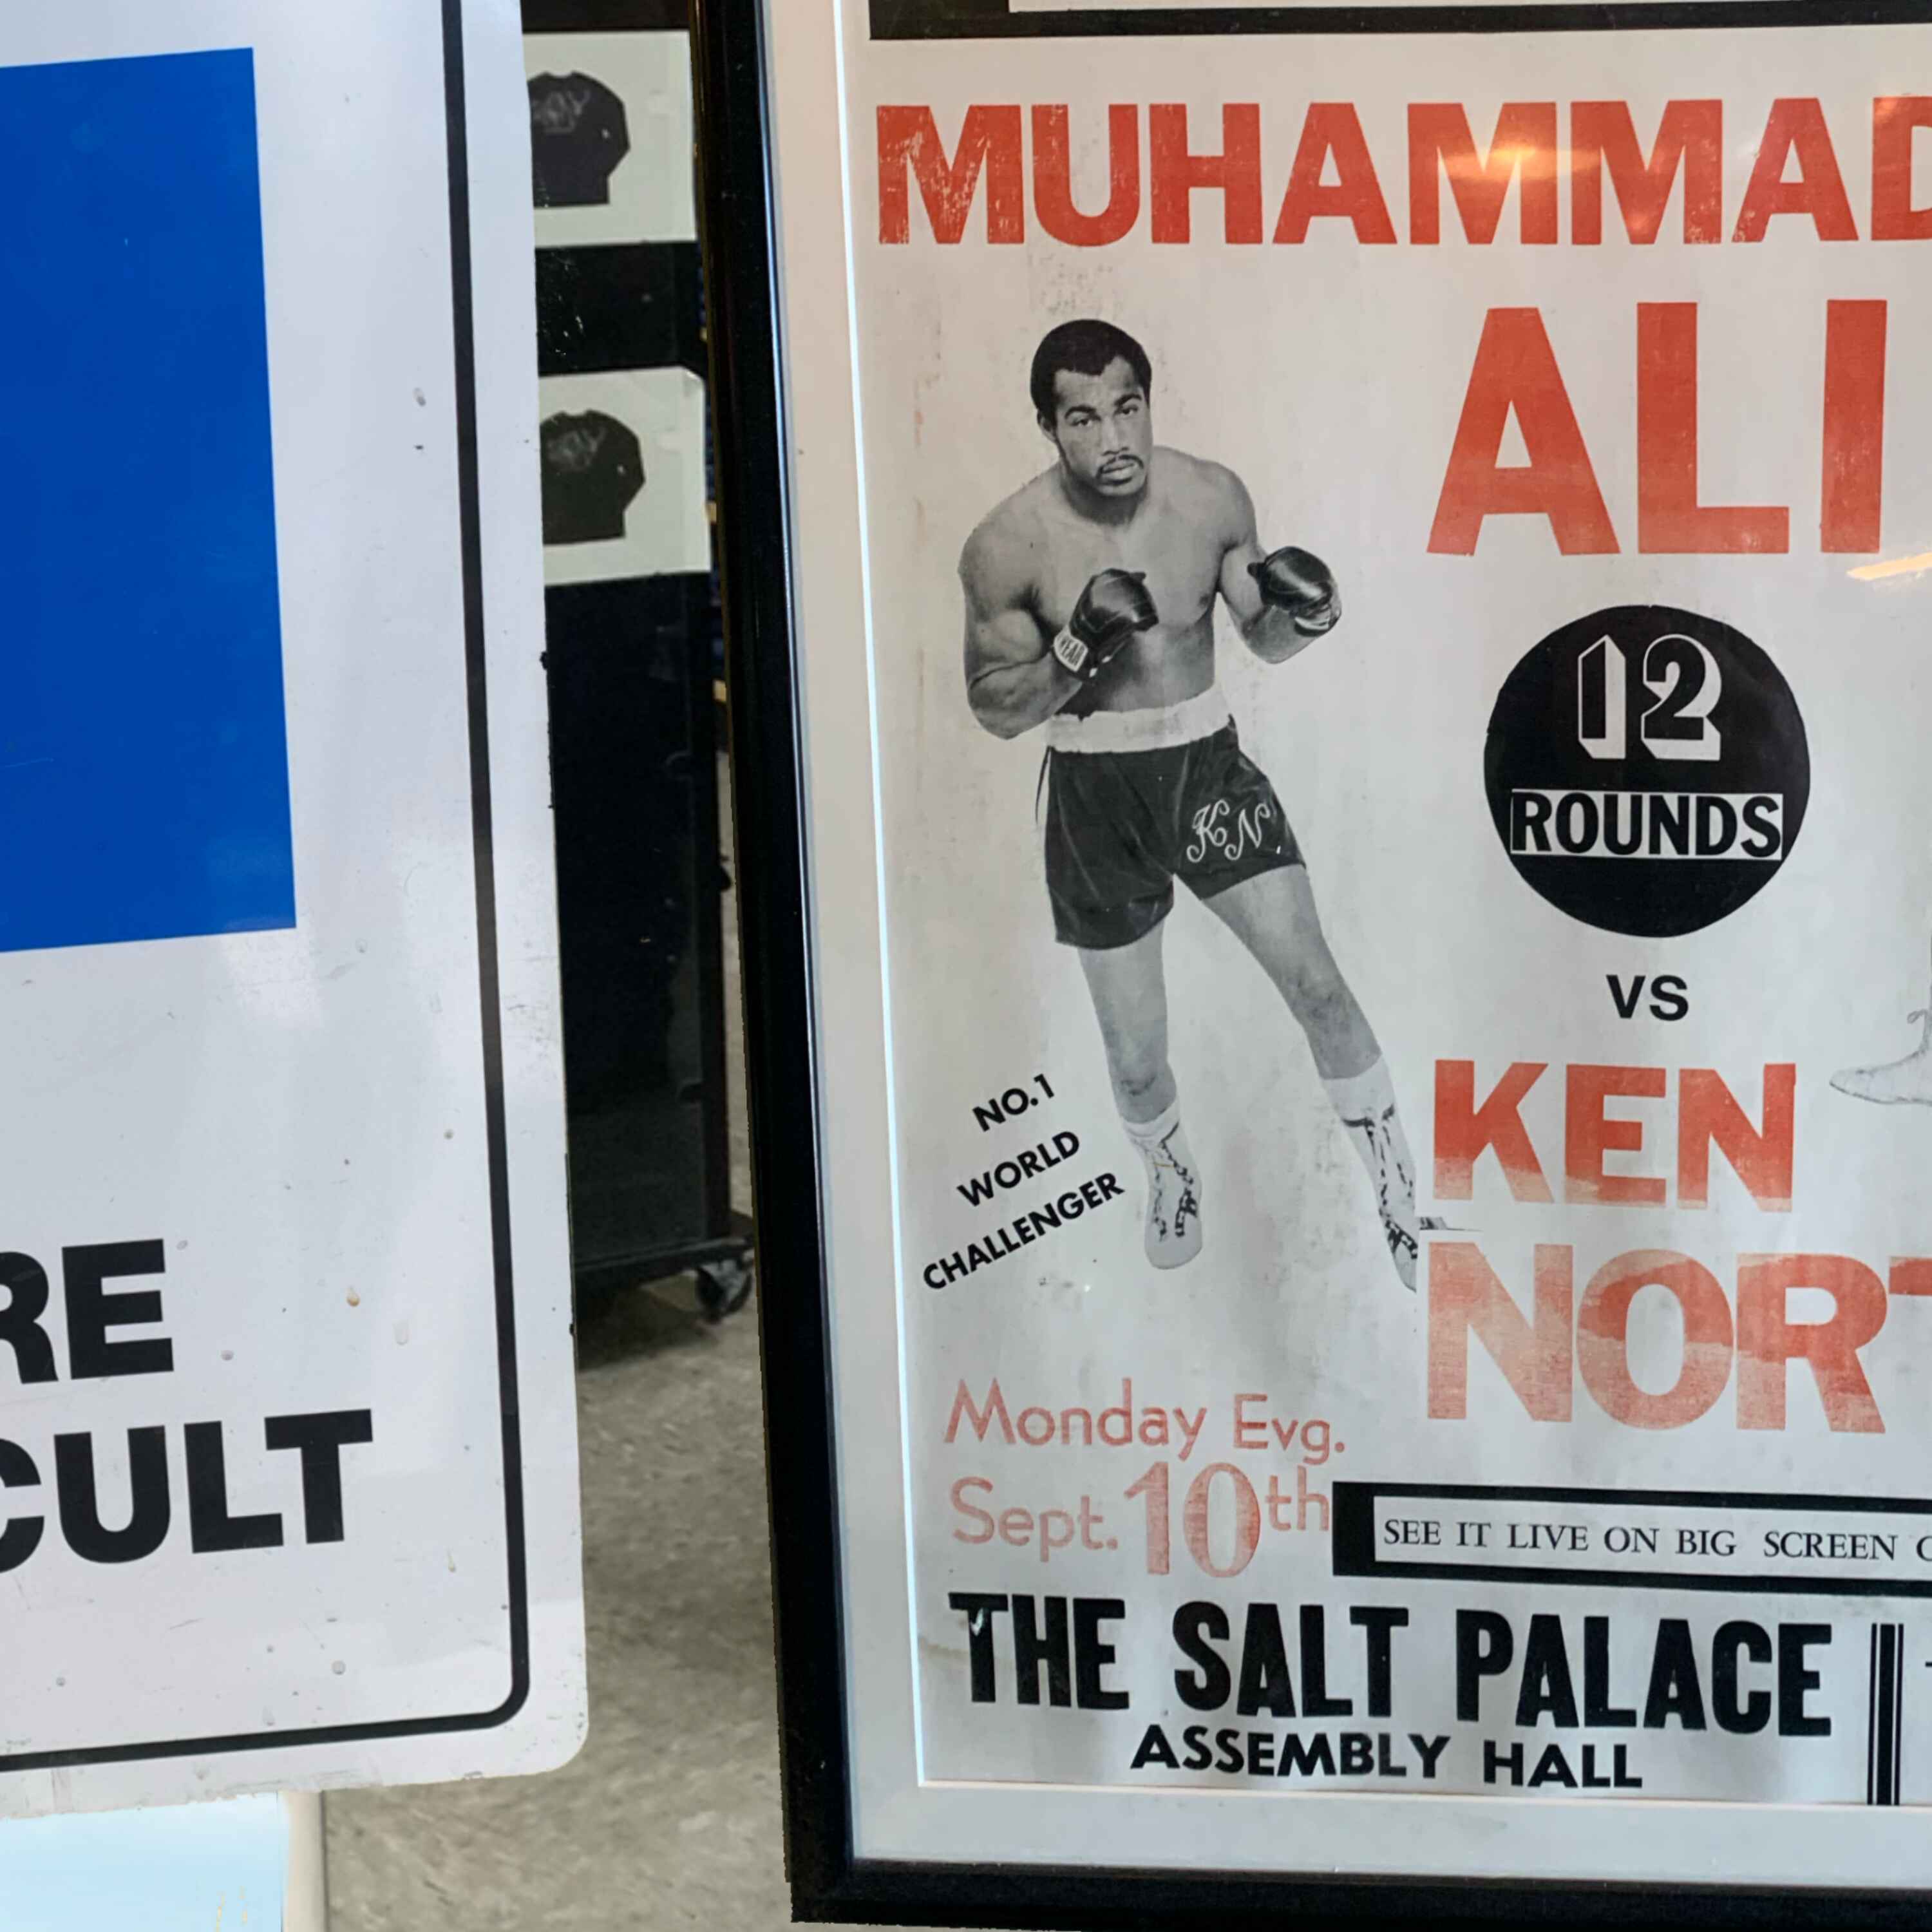 RE
CULT
MUHAMMAD
ALI
12
ROUNDS
VS
KEN
NORT
NO.1
WORLD
CHALLENGER
KN
Monday Evg.
Sept. 10th
SEE IT LIVE ON BIG SCREEN
THE SALT PALACE
ASSEMBLY HALL